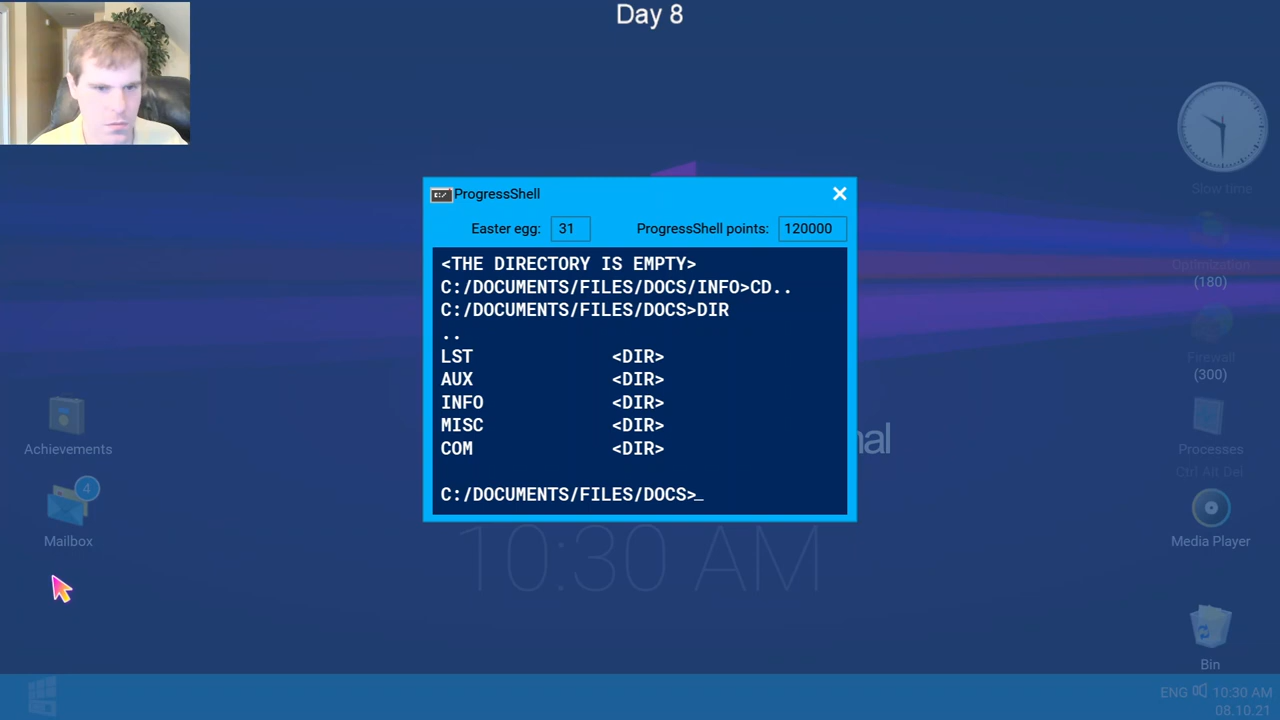 Day 8
ProgressShell
Easter egg: 31 ProgressShell points: 120000
<THE DIRECTORY IS EMPTY>
C:/DOCUMENTS/FILES/DOCS/INFO>CD..
C:/DOCUMENTS/FILES/DOCS>DIR
..
LST <DIR>
AUX <DIR>
INFO <DIR>
MISC <DIR>
COM <DIR>
C:/DOCUMENTS/FILES/DOCS>_
Achievements
4
Mailbox
Slow time
Optimization
(180)
Firewall
(300)
Processes
Ctrl Alt Del
Media Player
Bin
nal
10:30 AM
ENG 10:30 AM
08.10.21